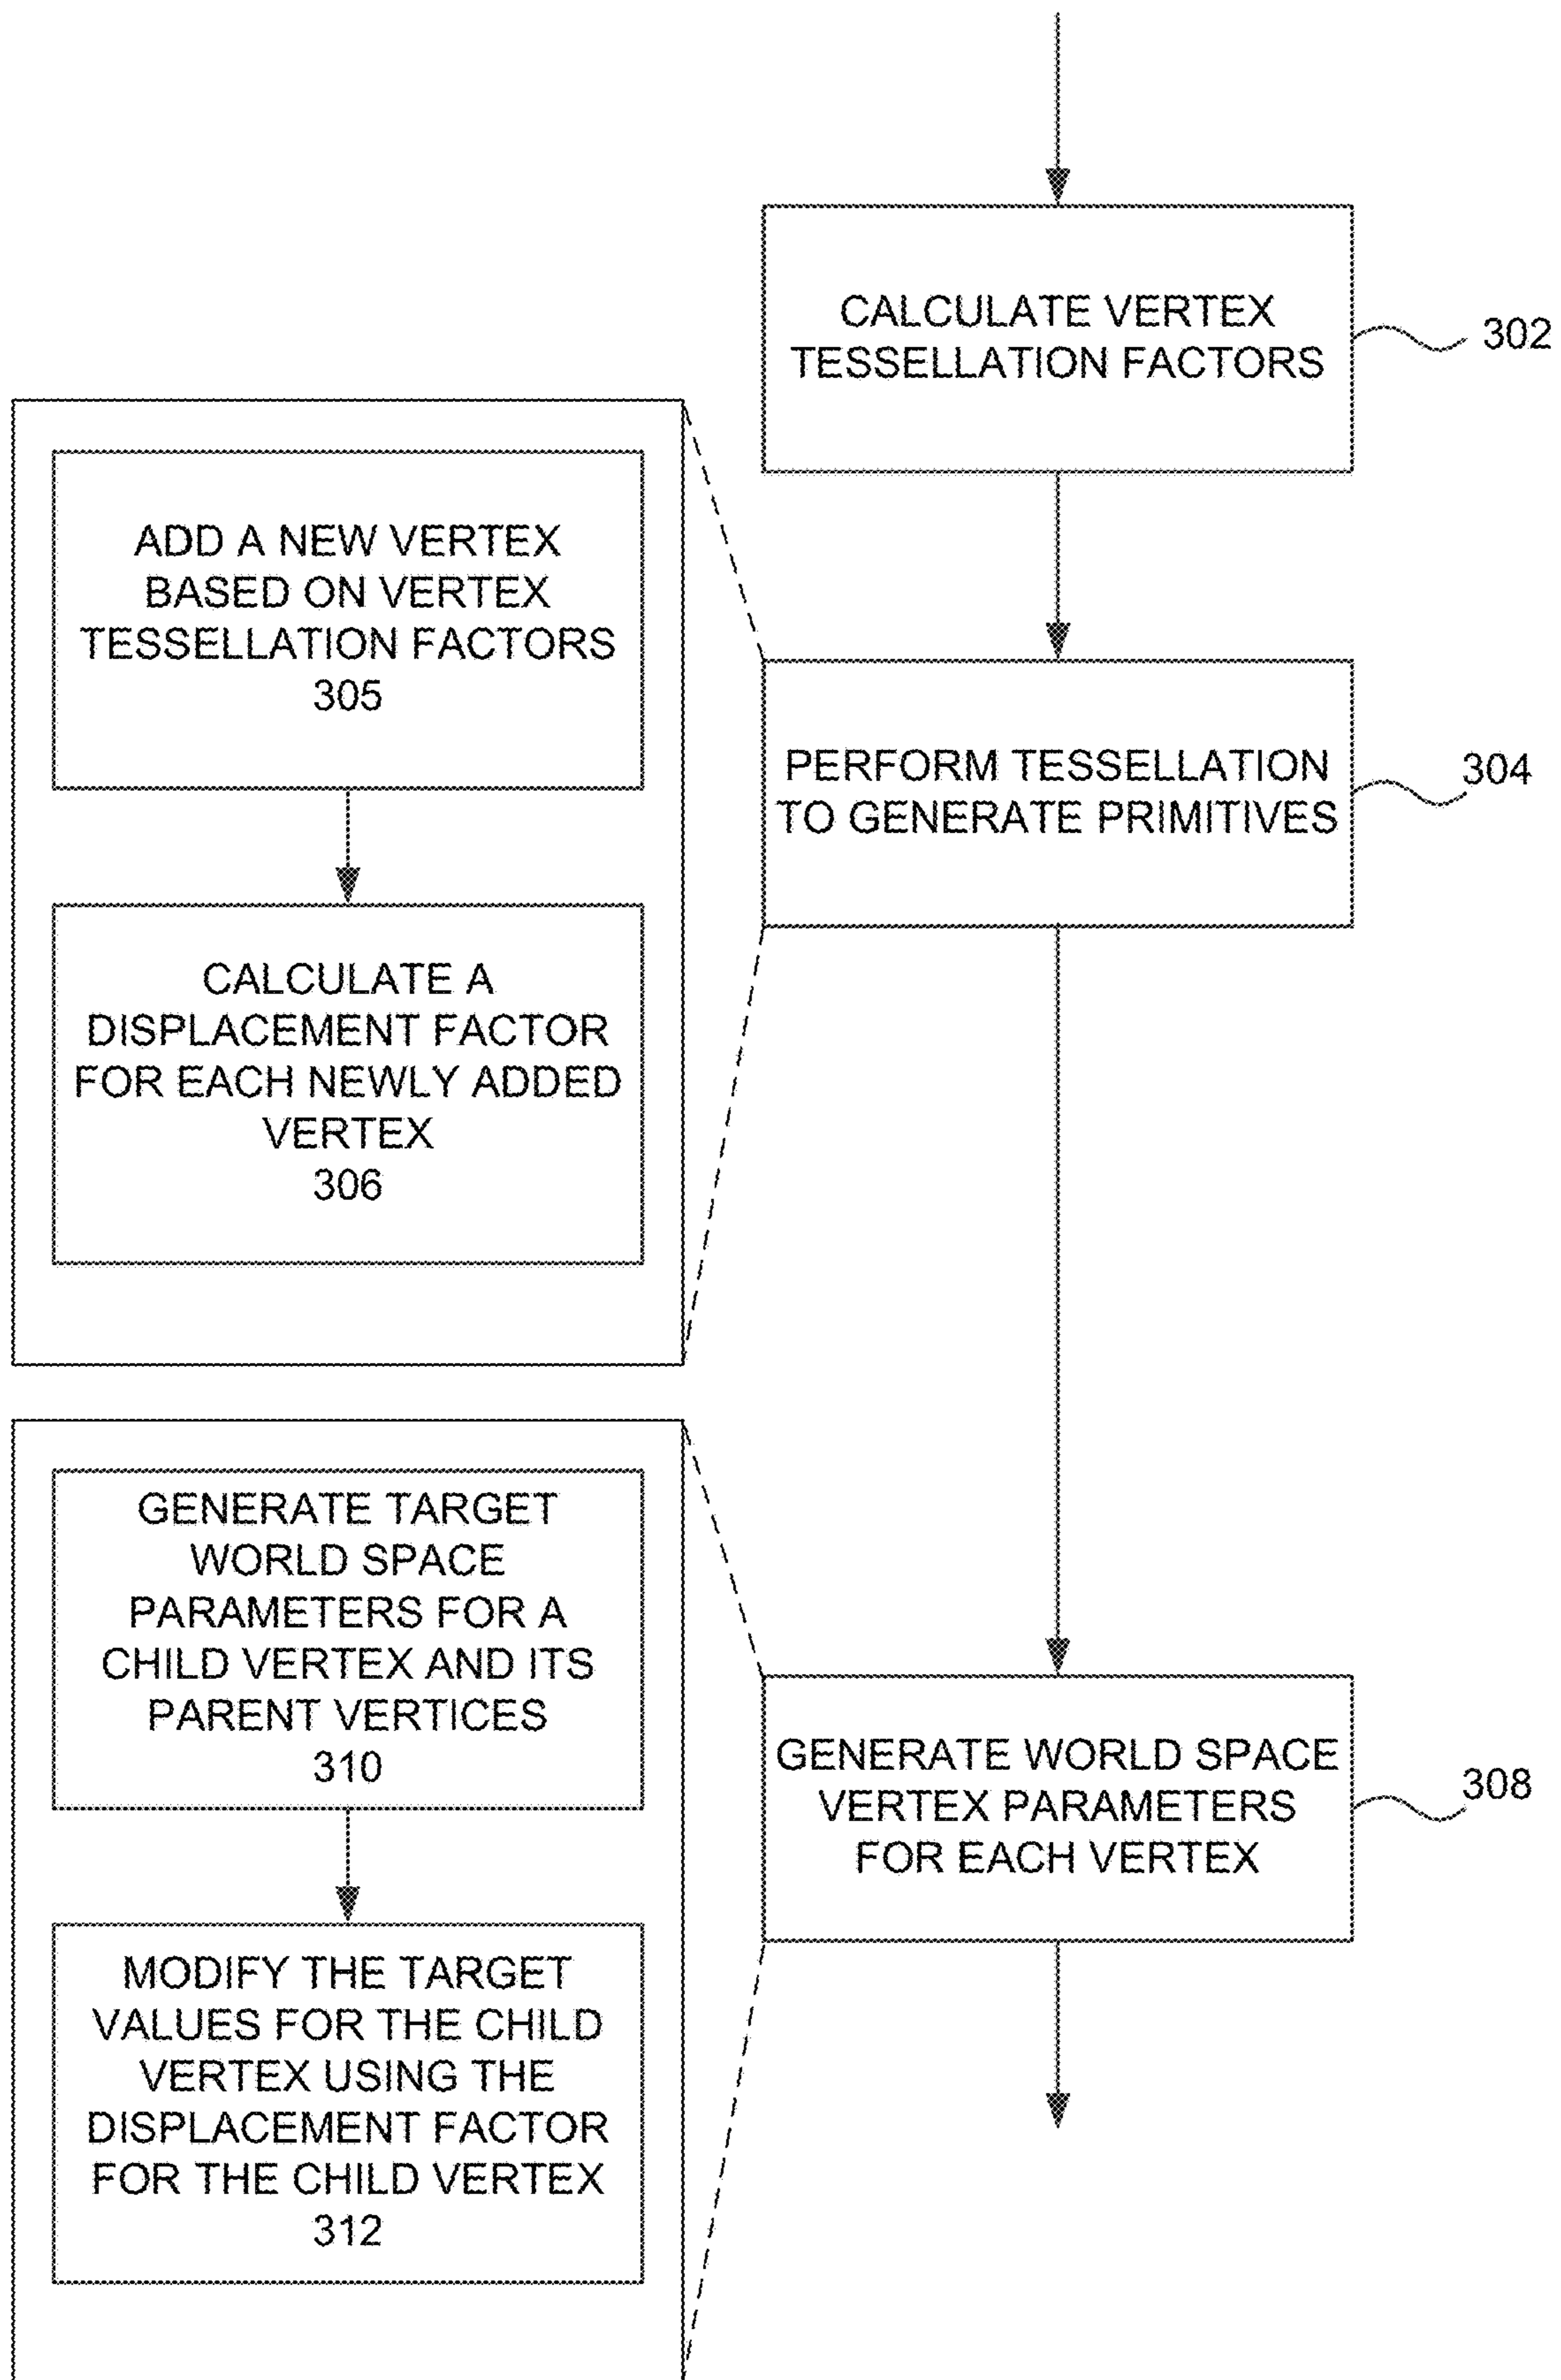 CALCULATE VERTEX
TESSELLATION FACTORS
302
ADD A NEW VERTEX
BASED ON VERTEX
TESSELLATION FACTORS
305
PERFORM TESSELLATION
TO GENERATE PRIMITIVES
304
CALCULATE A
DISPLACEMENT FACTOR
FOR EACH NEWLY ADDED
VERTEX
306
GENERATE TARGET
WORLD SPACE
PARAMETERS FOR A
CHILD VERTEX AND ITS
PARENT VERTICES
310
GENERATE WORLD SPACE
VERTEX PARAMETERS
FOR EACH VERTEX
308
MODIFY THE TARGET
VALUES FOR THE CHILD
VERTEX USING THE
DISPLACEMENT FACTOR
FOR THE CHILD VERTEX
312